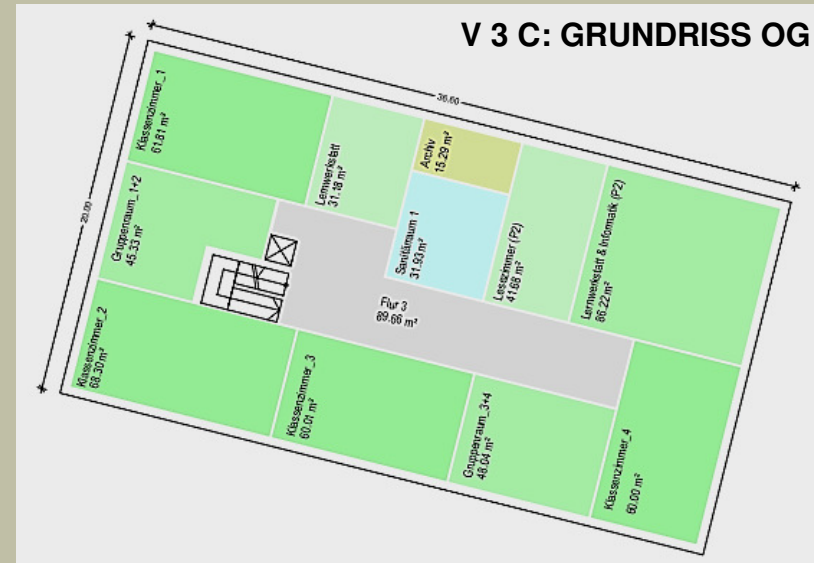 V 3 C: GRUNDRISS OG
36.60
20.00
Klassenzimmer_1
61.81 m²
Lernwerkstatt
31.18 m²
Archiv
15.29 m²
Gruppenraum_1+2
45.33 m²
Sanitärraum 1
31.93 m²
Lesezimmer (P2)
41.68 m²
Lernwerkstatt & Informatik (P2)
86.22 m²
Flur 3
89.66 m²
Klassenzimmer_2
68.30 m²
Klassenzimmer_3
60.01 m²
Gruppenraum_3+4
48.04 m²
Klassenzimmer_4
60.00 m²